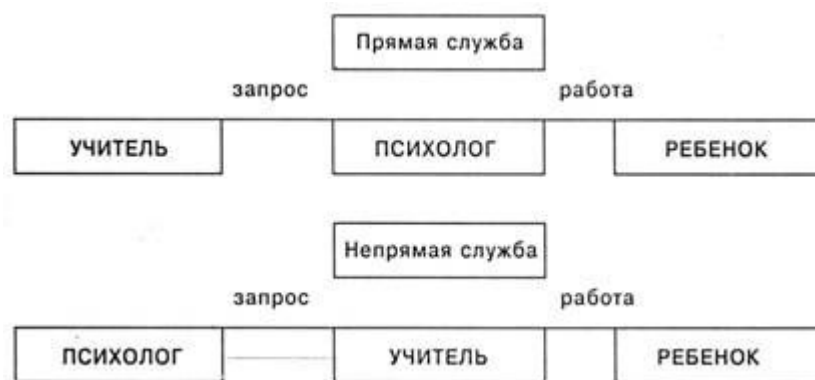 Прямая служба
запрос работа
УЧИТЕЛЬ ПСИХОЛОГ РЕБЕНОК
Непрямая служба
запрос работа
ПСИХОЛОГ УЧИТЕЛЬ РЕБЕНОК